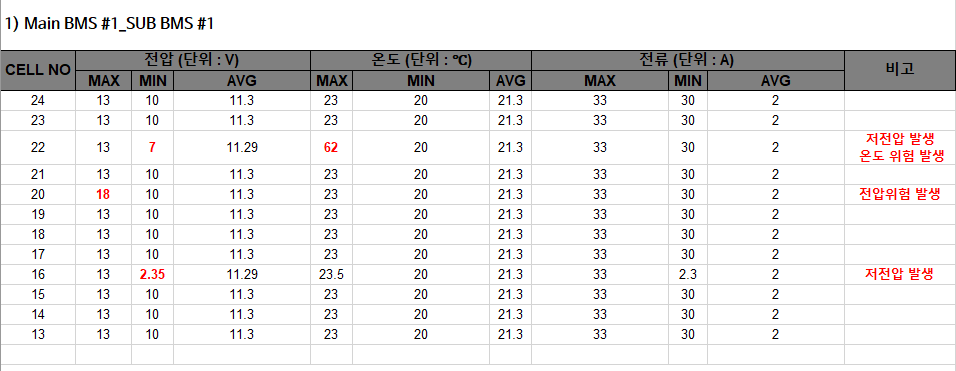 1) Main BMS #1_SUB BMS #1
CELL NO 전압 (단위 : V) 온도 (단위 : ℃) 전류 (단위 : A) 비고
MAX MIN AVG MAX MIN AVG MAX MIN AVG
24 13 10 11.3 23 20 21.3 33 30 2
23 13 10 11.3 23 20 21.3 33 30 2
22 13 7 11.29 62 20 21.3 33 30 2 저전압 발생
온도 위험 발생
21 13 10 11.3 23 20 21.3 33 30 2
20 18 10 11.3 23 20 21.3 33 30 2 전압위험 발생
19 13 10 11.3 23 20 21.3 33 30 2
18 13 10 11.3 23 20 21.3 33 30 2
17 13 10 11.3 23 20 21.3 33 30 2
16 13 2.35 11.29 23.5 20 21.3 33 2.3 2 저전압 발생
15 13 10 11.3 23 20 21.3 33 30 2
14 13 10 11.3 23 20 21.3 33 30 2
13 13 10 11.3 23 20 21.3 33 30 2